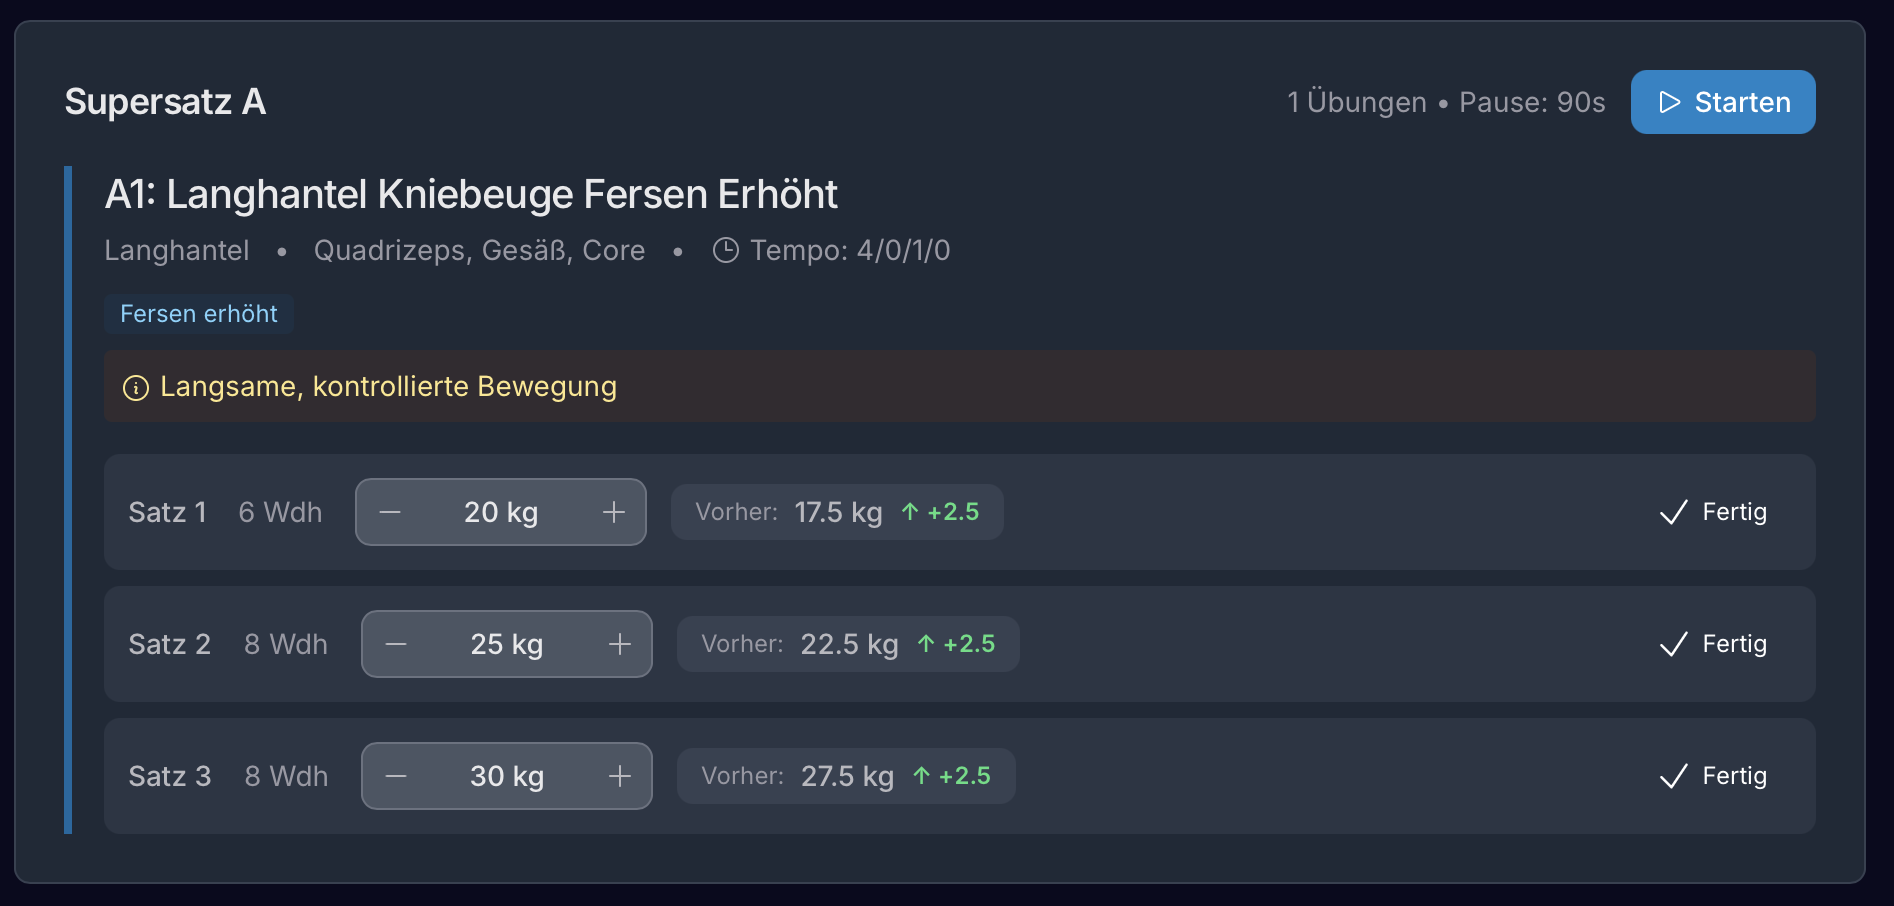 Supersatz A
1 Übungen • Pause: 90s
Starten
A1: Langhantel Kniebeuge Fersen Erhöht
Langhantel • Quadrizeps, Gesäß, Core • Tempo: 4/0/1/0
Fersen erhöht
Langsame, kontrollierte Bewegung
Satz 1 6 Wdh − 20 kg + Vorher: 17.5 kg ↑ +2.5 ✓ Fertig
Satz 2 8 Wdh − 25 kg + Vorher: 22.5 kg ↑ +2.5 ✓ Fertig
Satz 3 8 Wdh − 30 kg + Vorher: 27.5 kg ↑ +2.5 ✓ Fertig